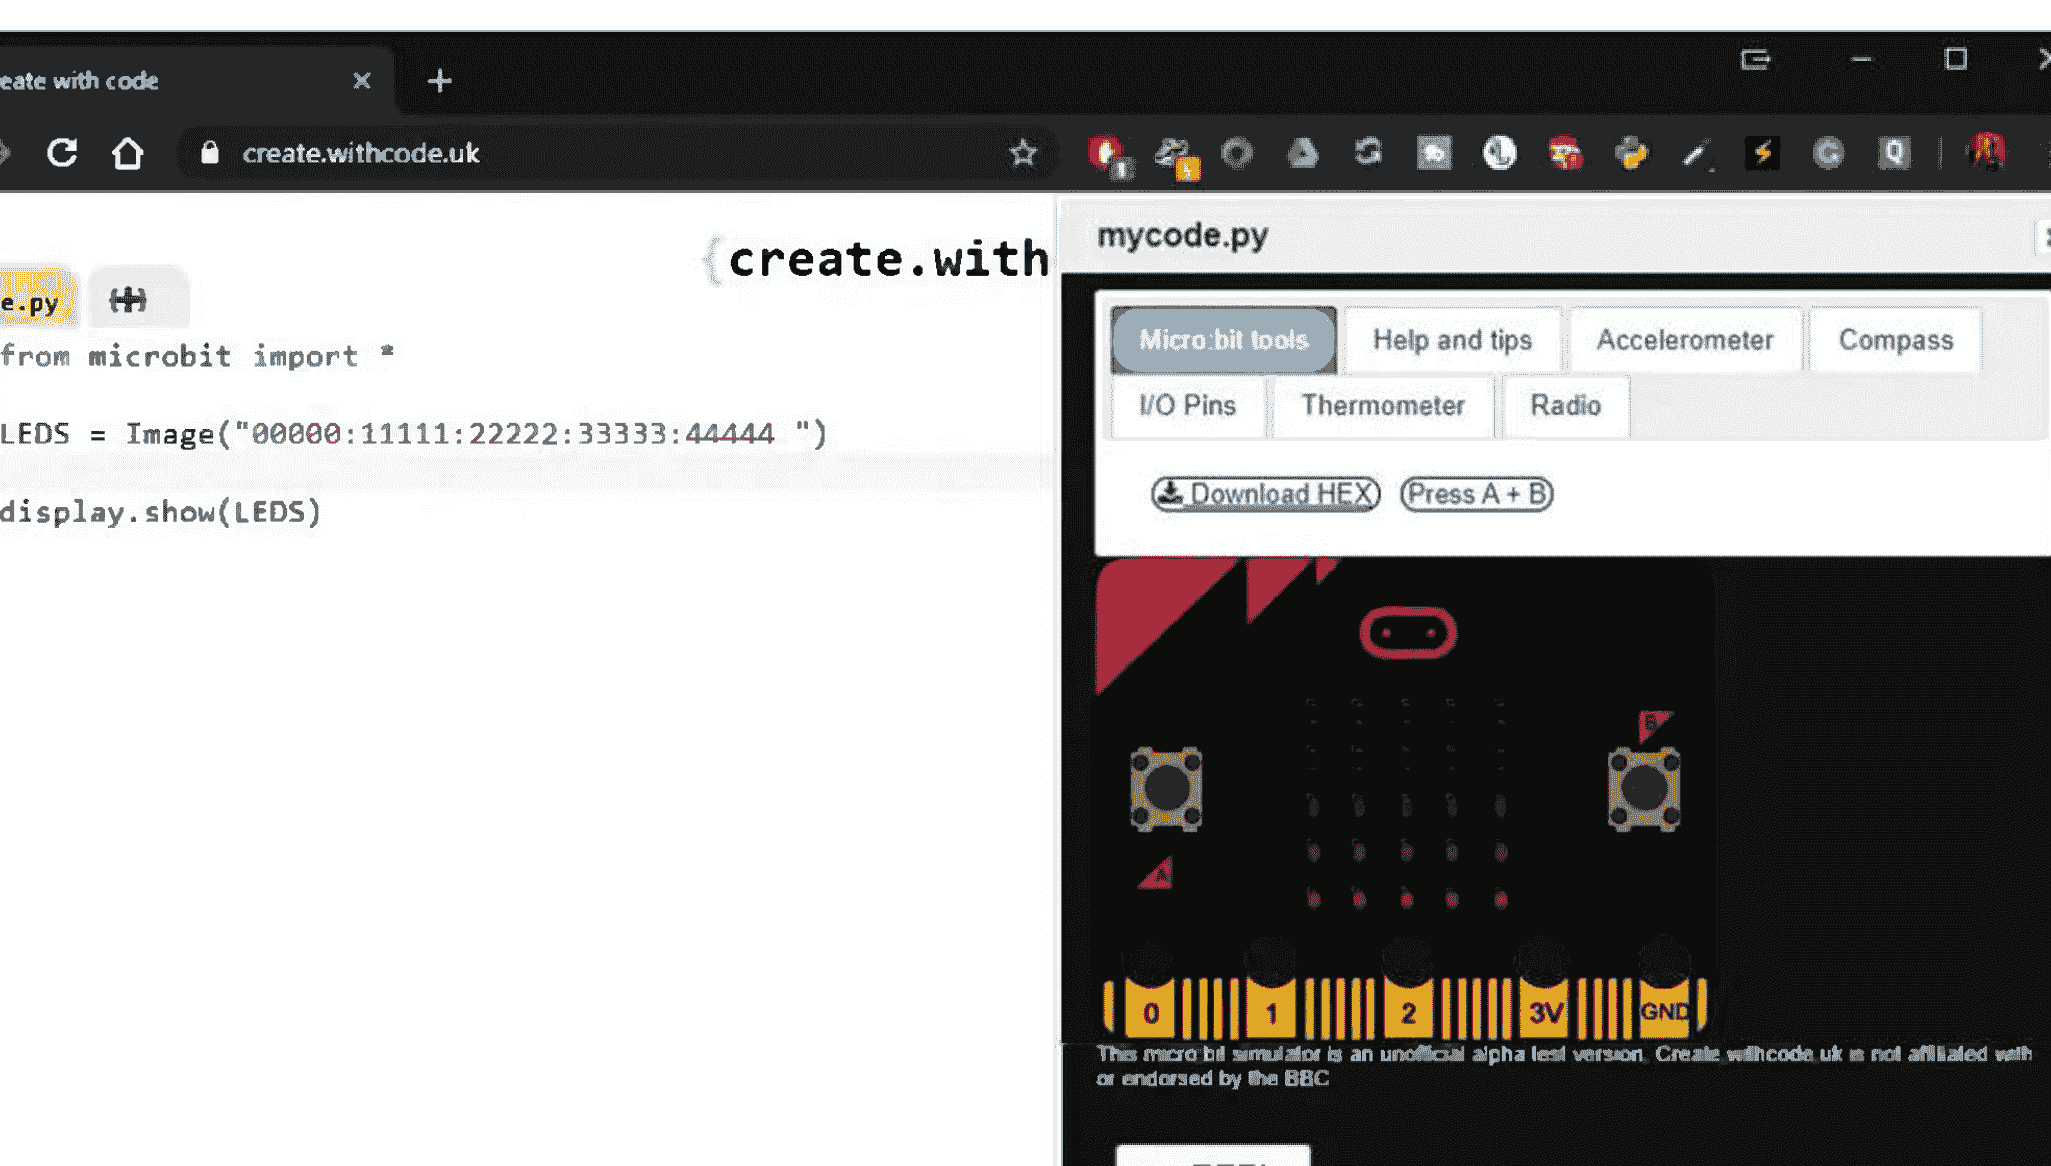 eate with code
create.withcode.uk
{create.with
e.py
from microbit import *
LEDS = Image("00000:11111:22222:33333:44444 ")
display.show(LEDS)
mycode.py
Micro:bit tools Help and tips Accelerometer Compass
I/O Pins Thermometer Radio
Download HEX Press A + B
B
A
0 1 2 3V GND
This micro bit simulator is an unofficial alpha test version. Create withcode.uk is not affiliated with
or endorsed by the BBC